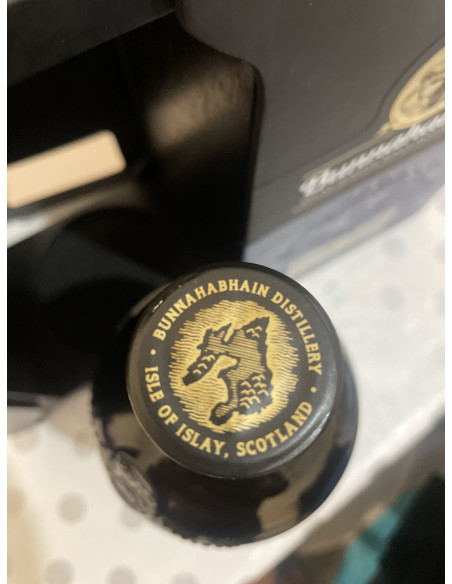 BUNNAHABHAIN DISTILLERY
ISLE OF ISLAY, SCOTLAND